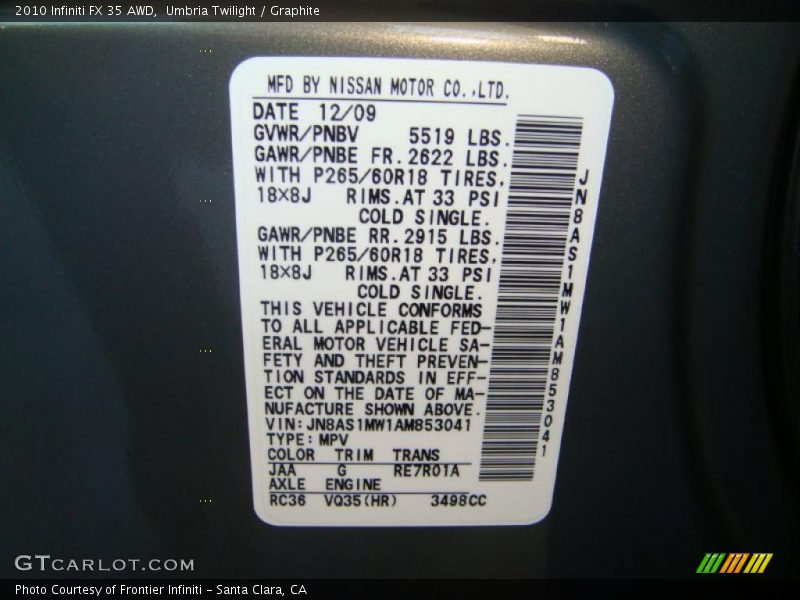 2010 Infiniti FX 35 AWD, Umbria Twilight / Graphite
MFD BY NISSAN MOTOR CO.,LTD.
DATE 12/09
GVWR/PNBV 5519 LBS.
GAWR/PNBE FR.2622 LBS.
WITH P265/60R18 TIRES,
18X8J RIMS.AT 33 PSI
COLD SINGLE.
GAWR/PNBE RR.2915 LBS.
WITH P265/60R18 TIRES,
18X8J RIMS.AT 33 PSI
COLD SINGLE.
THIS VEHICLE CONFORMS
TO ALL APPLICABLE FED-
ERAL MOTOR VEHICLE SA-
FETY AND THEFT PREVEN-
TION STANDARDS IN EFF-
ECT ON THE DATE OF MA-
NUFACTURE SHOWN ABOVE.
VIN:JN8AS1MW1AM853041
TYPE:MPV
COLOR TRIM TRANS
JAA G RE7R01A
AXLE ENGINE
RC36 VQ35(HR) 3498CC
JN8AS1MW1AM853041
GTCARLOT.COM
Photo Courtesy of Frontier Infiniti - Santa Clara, CA